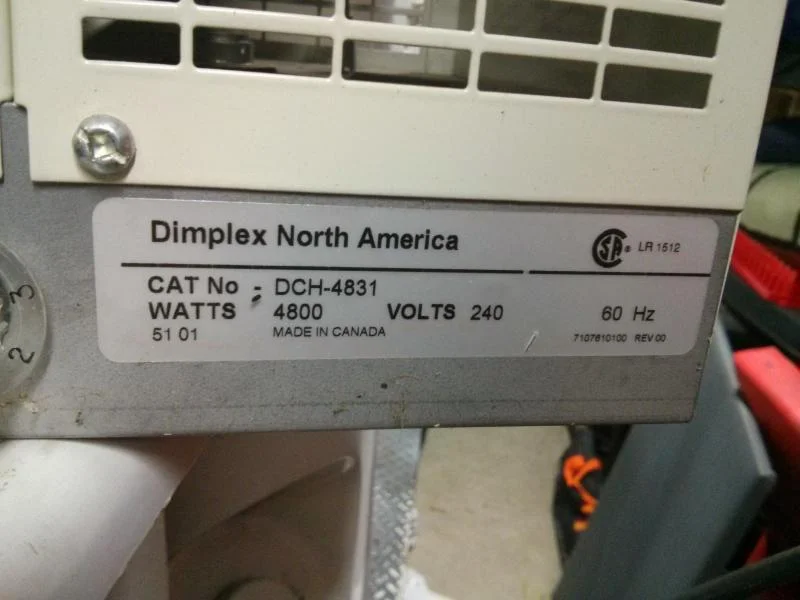 Dimplex North America
SA ® LR 1512
CAT No - DCH-4831
WATTS - 4800 VOLTS 240 60 Hz
51 01 MADE IN CANADA 7107610100 REV 00
3
2